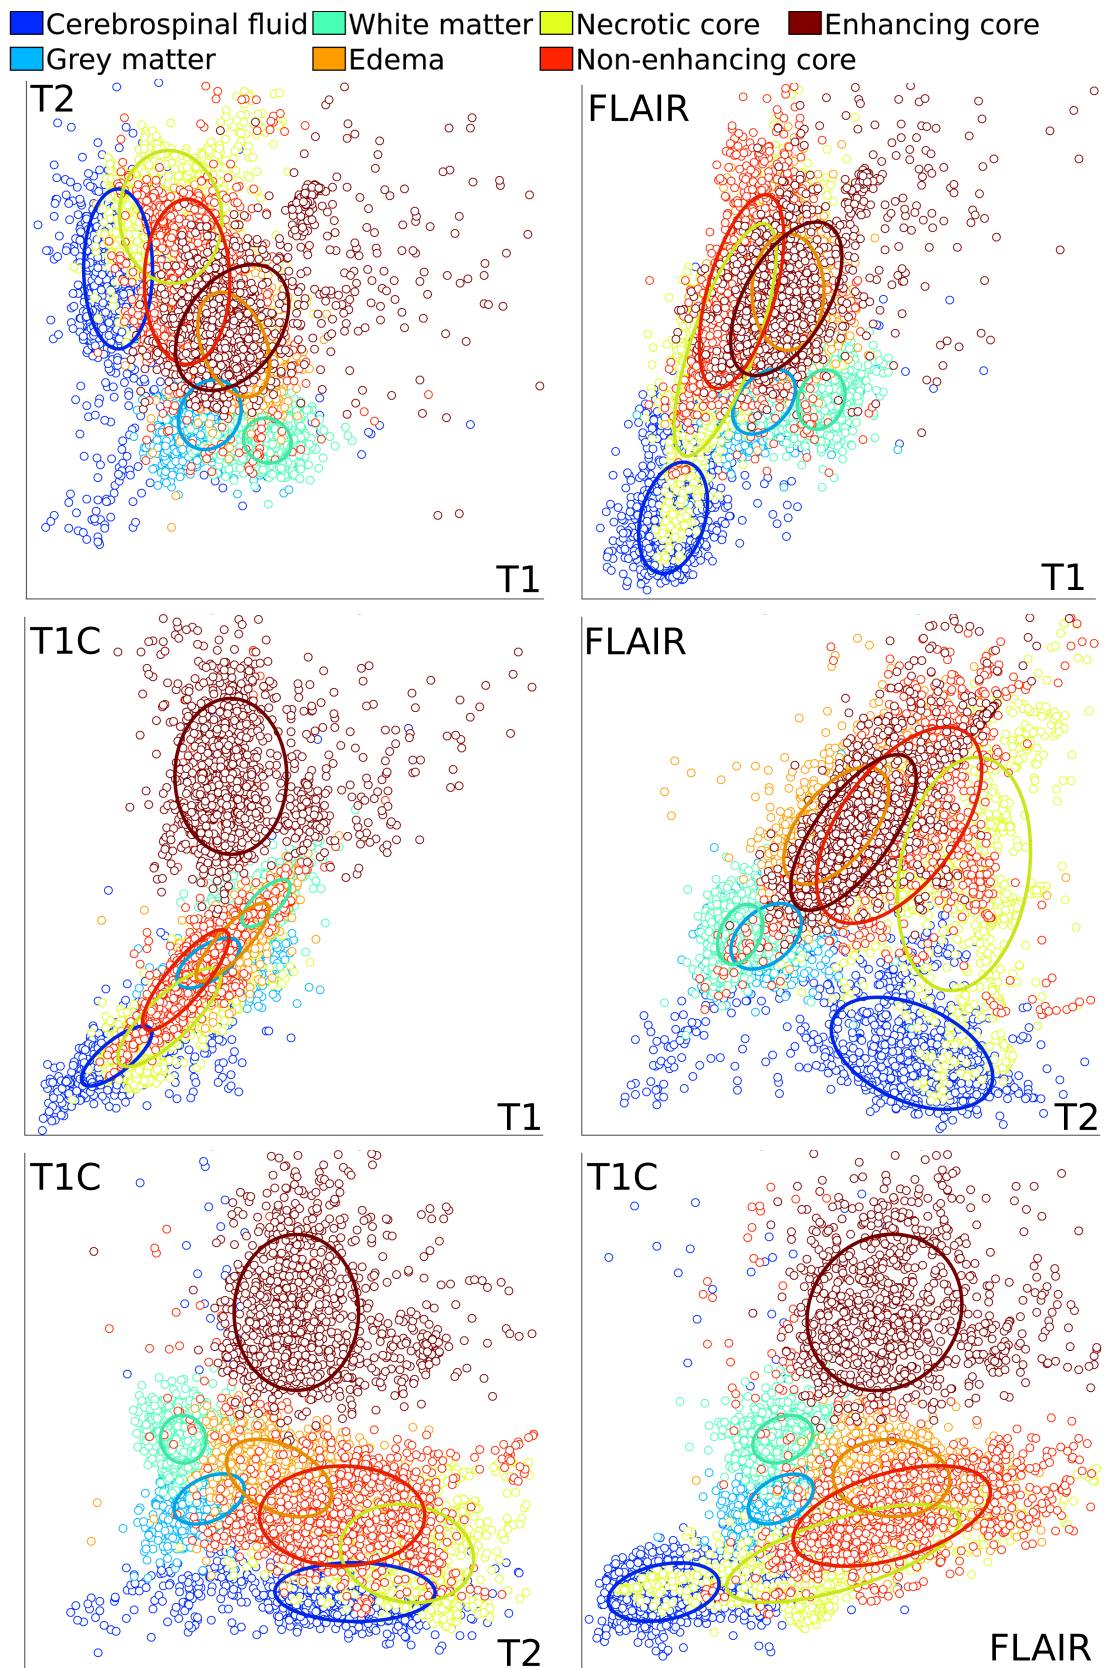 Cerebrospinal fluid White matter Necrotic core Enhancing core
Grey matter Edema Non-enhancing core
T2
FLAIR
T1
T1
T1C
FLAIR
T1
T2
T1C
T1C
T2
FLAIR